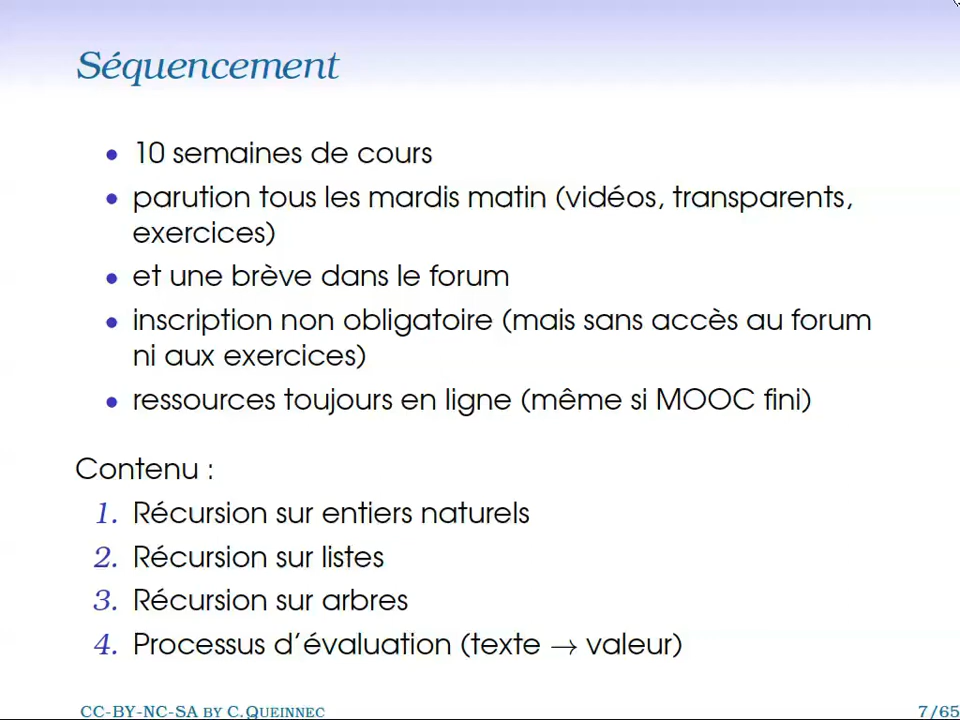 Séquencement
• 10 semaines de cours
• parution tous les mardis matin (vidéos, transparents,
exercices)
• et une brève dans le forum
• inscription non obligatoire (mais sans accès au forum
ni aux exercices)
• ressources toujours en ligne (même si MOOC fini)
Contenu :
1. Récursion sur entiers naturels
2. Récursion sur listes
3. Récursion sur arbres
4. Processus d'évaluation (texte → valeur)
CC-BY-NC-SA BY C.QUEINNEC 7/65